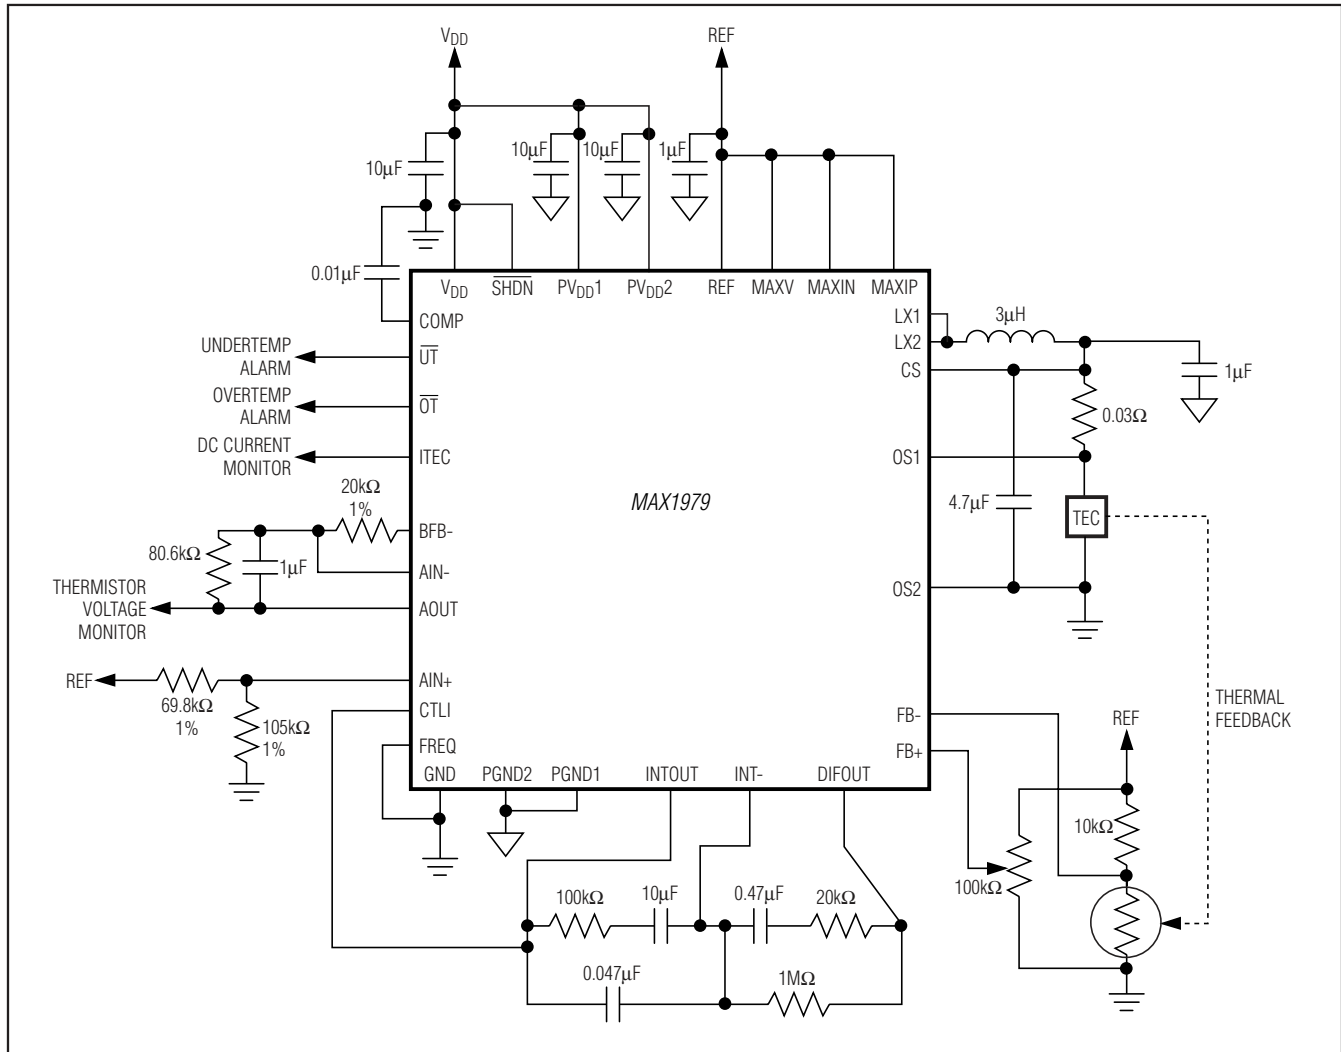 VDD
REF
10µF
10µF
10µF
1µF
0.01µF
VDD
SHDN
PVDD1
PVDD2
REF
MAXV
MAXIN
MAXIP
COMP
LX1
3µH
UNDERTEMP
ALARM
UT
LX2
CS
1µF
OVERTEMP
ALARM
OT
0.03Ω
DC CURRENT
MONITOR
ITEC
OS1
20kΩ
1%
MAX1979
4.7µF
TEC
BFB-
80.6kΩ
1µF
AIN-
THERMISTOR
VOLTAGE
MONITOR
AOUT
OS2
REF
69.8kΩ
1%
AIN+
105kΩ
1%
CTLI
FREQ
FB-
FB+
THERMAL
FEEDBACK
REF
GND
PGND2
PGND1
INTOUT
INT-
DIFOUT
10kΩ
100kΩ
100kΩ
10µF
0.47µF
20kΩ
0.047µF
1MΩ